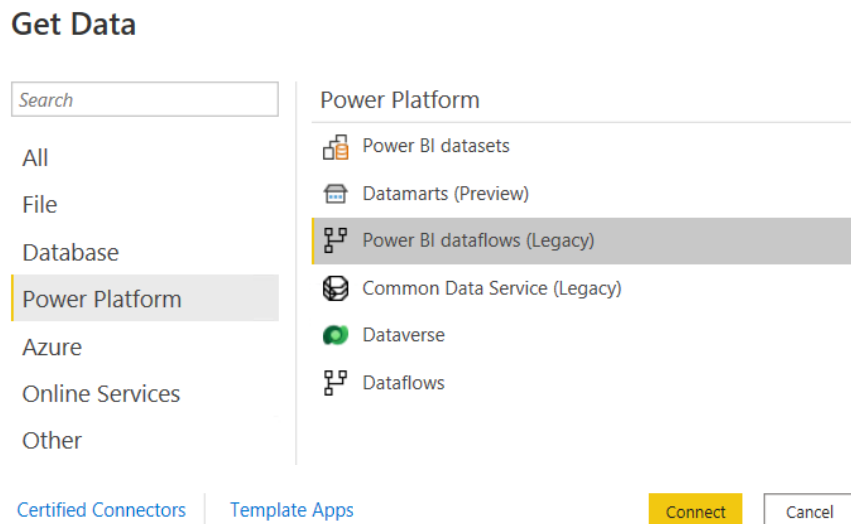 Get Data
Search
All
File
Database
Power Platform
Azure
Online Services
Other
Power Platform
Power BI datasets
Datamarts (Preview)
Power BI dataflows (Legacy)
Common Data Service (Legacy)
Dataverse
Dataflows
Certified Connectors
Template Apps
Connect
Cancel